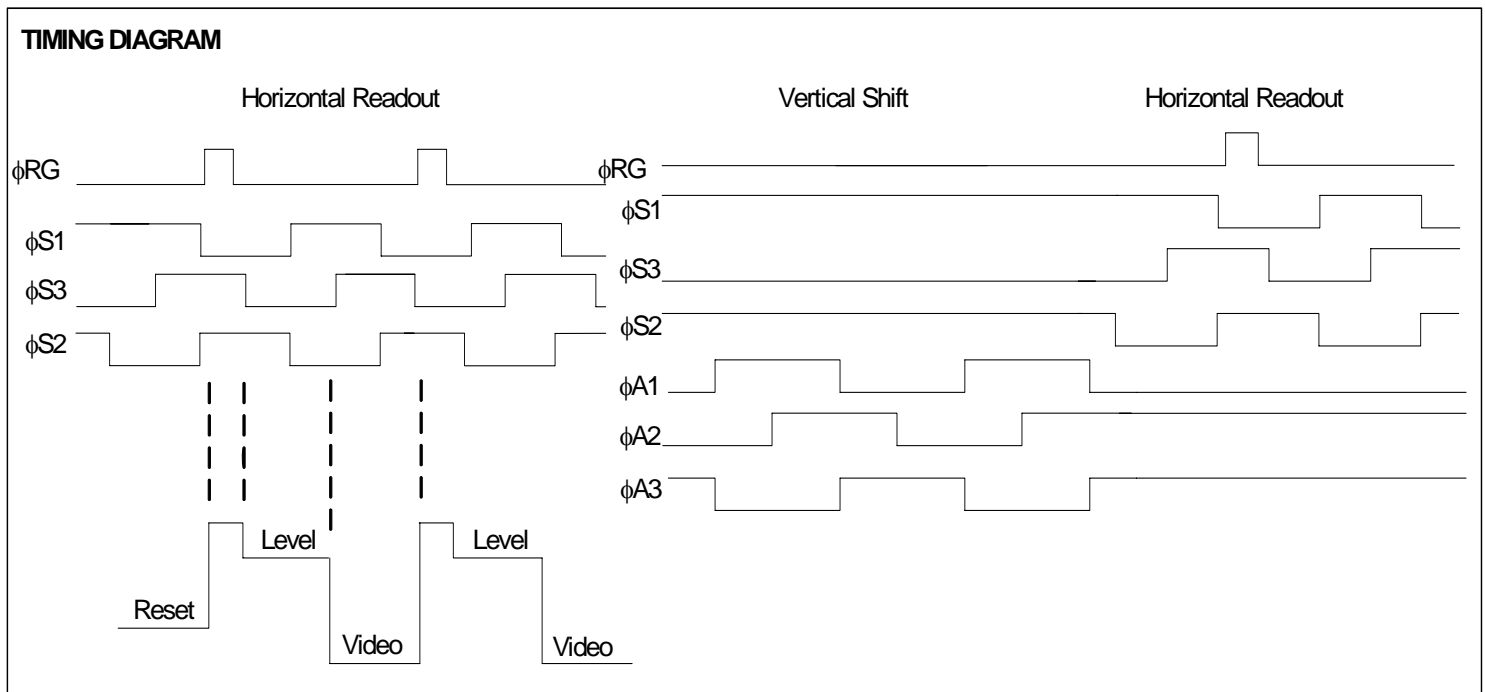 TIMING DIAGRAM
Horizontal Readout
Vertical Shift
Horizontal Readout
ϕRG
ϕS1
ϕS3
ϕS2
Level
Level
Reset
Video
Video
ϕRG
ϕS1
ϕS3
ϕS2
ϕA1
ϕA2
ϕA3